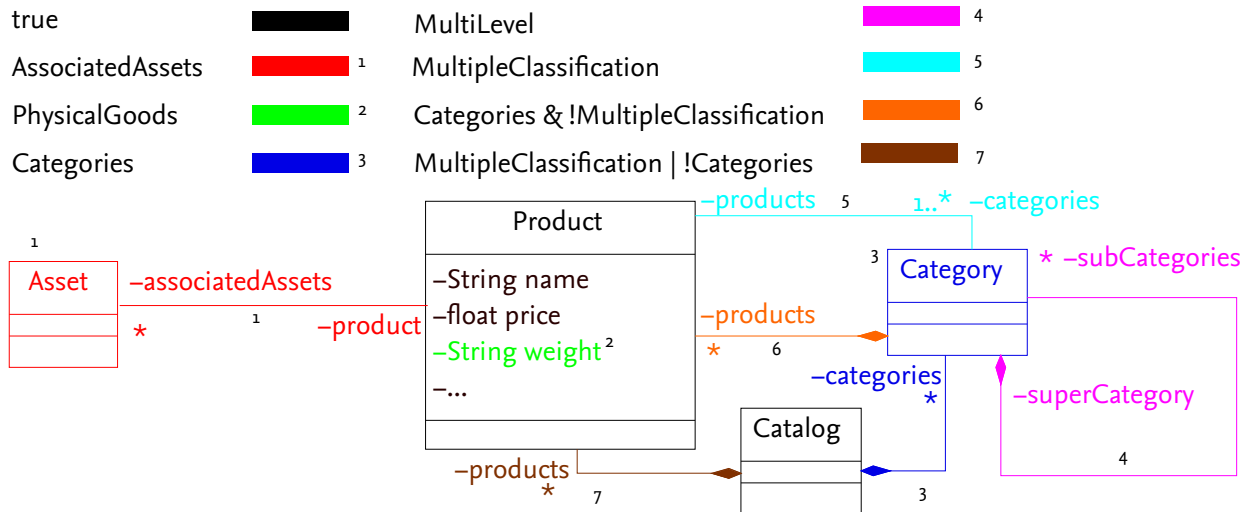 true
AssociatedAssets 1
PhysicalGoods 2
Categories 3
MultiLevel 4
MultipleClassification 5
Categories & !MultipleClassification 6
MultipleClassification | !Categories 7
–products 5 1..* –categories
Product
1
Asset
–associatedAssets
*
1
–product
–String name
–float price
–String weight 2
–...
3
Category
* –subCategories
–products
*
6
–categories
*
–superCategory
4
Catalog
–products
*
7
3